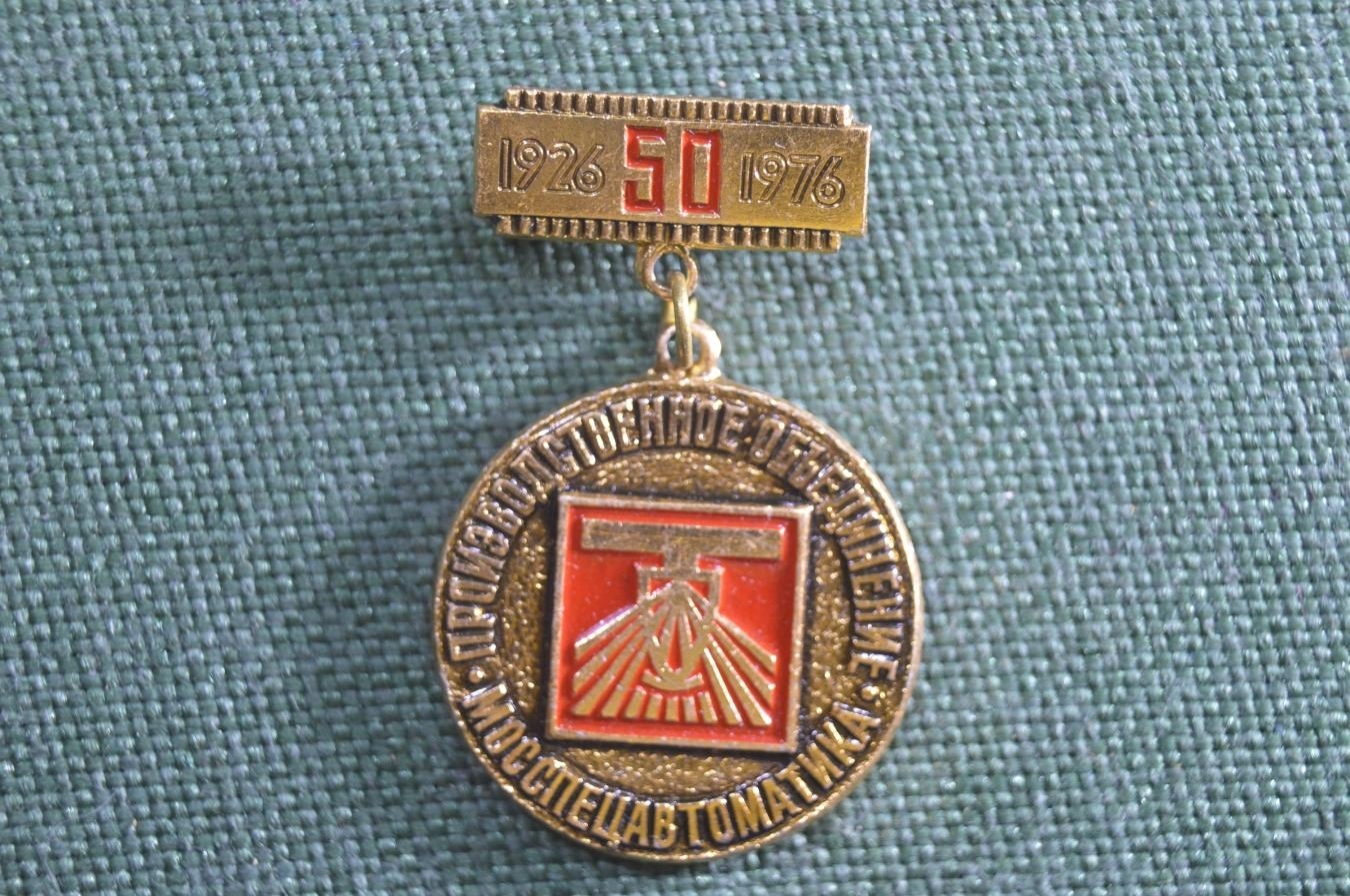 1926 50 1976
ПРОИЗВОДСТВЕННОЕ ОБЪЕДИНЕНИЕ
МОССПЕЦАВТОМАТИКА